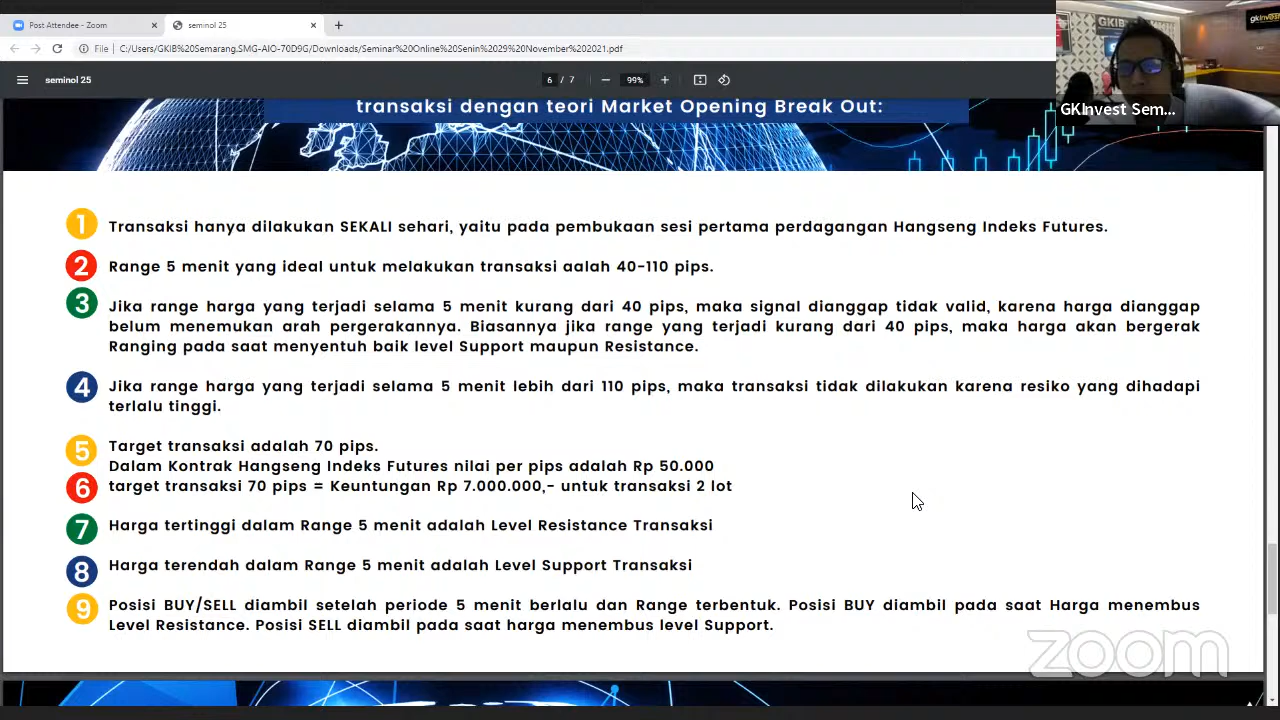 Post Attendee - Zoom
seminol 25
File
C:/Users/GKIB%20Semarang.SMG-AIO-70D9G/Downloads/Seminar%20Online%20Senin%2029%20November%202021.pdf
seminol 25
6 / 7
99%
GKInvest Sem...
transaksi dengan teori Market Opening Break Out:
1 Transaksi hanya dilakukan SEKALI sehari, yaitu pada pembukaan sesi pertama perdagangan Hangseng Indeks Futures.
2 Range 5 menit yang ideal untuk melakukan transaksi aalah 40-110 pips.
3 Jika range harga yang terjadi selama 5 menit kurang dari 40 pips, maka signal dianggap tidak valid, karena harga dianggap
belum menemukan arah pergerakannya. Biasannya jika range yang terjadi kurang dari 40 pips, maka harga akan bergerak
Ranging pada saat menyentuh baik level Support maupun Resistance.
4 Jika range harga yang terjadi selama 5 menit lebih dari 110 pips, maka transaksi tidak dilakukan karena resiko yang dihadapi
terlalu tinggi.
5 Target transaksi adalah 70 pips.
Dalam Kontrak Hangseng Indeks Futures nilai per pips adalah Rp 50.000
6 target transaksi 70 pips = Keuntungan Rp 7.000.000,- untuk transaksi 2 lot
7 Harga tertinggi dalam Range 5 menit adalah Level Resistance Transaksi
8 Harga terendah dalam Range 5 menit adalah Level Support Transaksi
9 Posisi BUY/SELL diambil setelah periode 5 menit berlalu dan Range terbentuk. Posisi BUY diambil pada saat Harga menembus
Level Resistance. Posisi SELL diambil pada saat harga menembus level Support.
zoom